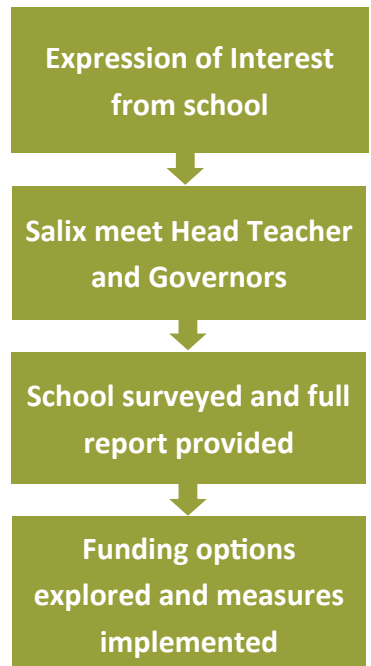 Expression of Interest
from school
Salix meet Head Teacher
and Governors
School surveyed and full
report provided
Funding options
explored and measures
implemented